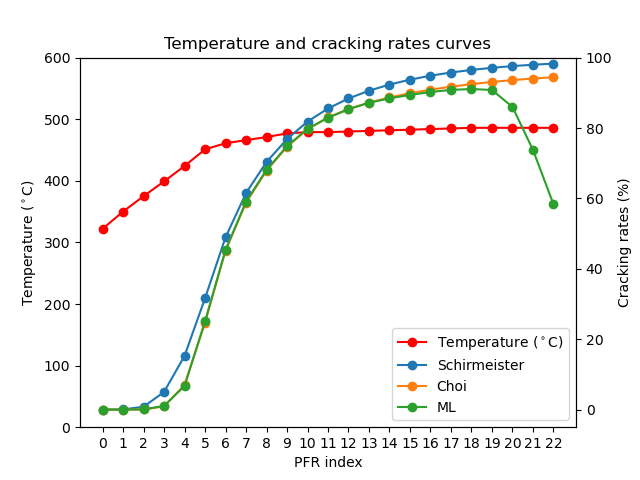 Temperature and cracking rates curves
600
500
400
300
200
100
0
Temperature (°C)
100
80
60
40
20
0
Cracking rates (%)
Temperature (°C)
Schirmeister
Choi
ML
0 1 2 3 4 5 6 7 8 9 10 11 12 13 14 15 16 17 18 19 20 21 22
PFR index